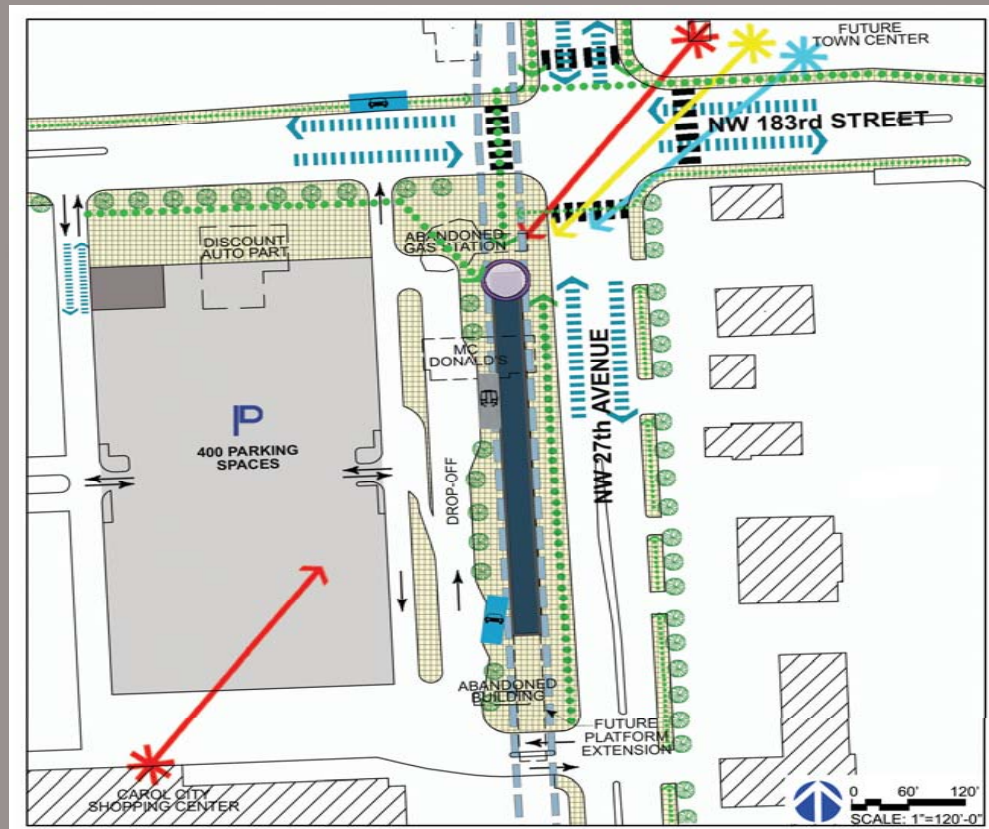 FUTURE
TOWN CENTER
NW 183rd STREET
DISCOUNT
AUTO PART
ABANDONED
GAS STATION
MC
DONALD'S
NW 27th AVENUE
P
400 PARKING
SPACES
DROP-OFF
ABANDONED
BUILDING
FUTURE
PLATFORM
EXTENSION
CAROL CITY
SHOPPING CENTER
0 60' 120'
SCALE: 1"=120'-0"